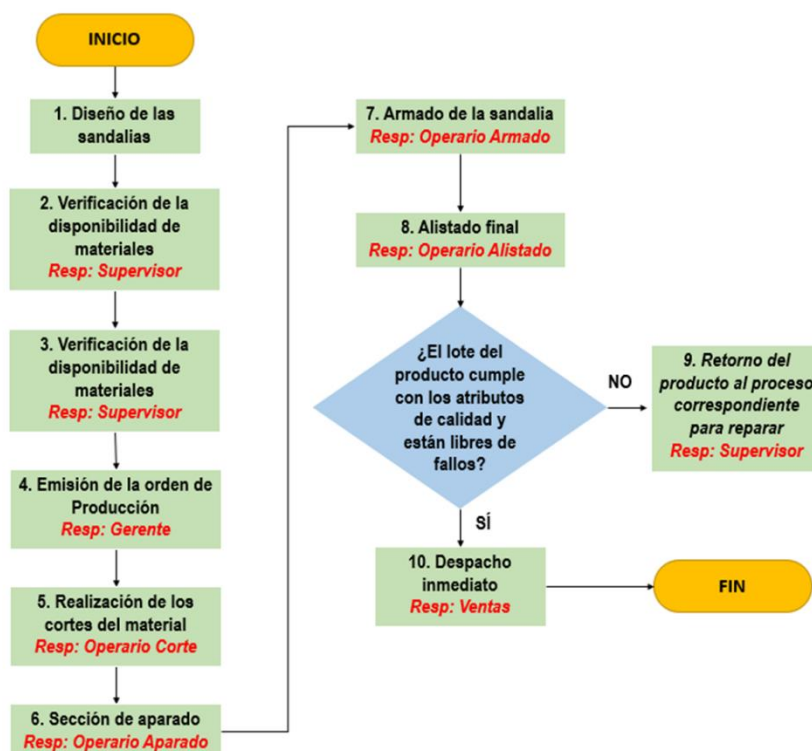 INICIO
1. Diseño de las
sandalias
2. Verificación de la
disponibilidad de
materiales
Resp: Supervisor
3. Verificación de la
disponibilidad de
materiales
Resp: Supervisor
4. Emisión de la orden de
Producción
Resp: Gerente
5. Realización de los
cortes del material
Resp: Operario Corte
6. Sección de aparado
Resp: Operario Aparado
7. Armado de la sandalia
Resp: Operario Armado
8. Alistado final
Resp: Operario Alistado
¿El lote del
producto cumple
con los atributos
de calidad y
están libres de
fallos?
NO
9. Retorno del
producto al proceso
correspondiente
para reparar
Resp: Supervisor
SÍ
10. Despacho
inmediato
Resp: Ventas
FIN